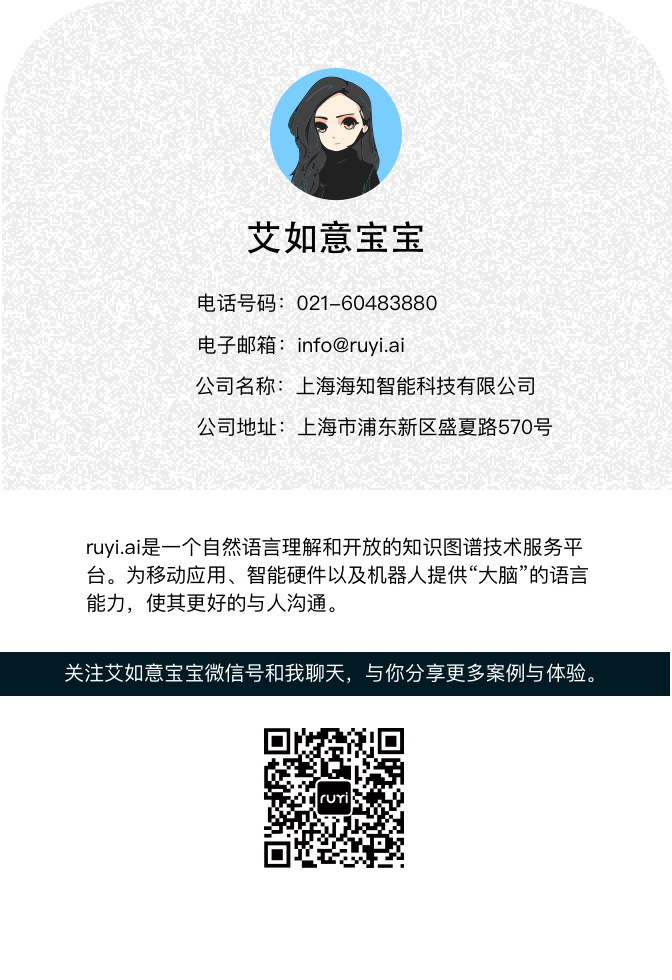 艾如意宝宝
电话号码：021-60483880
电子邮箱：info@ruyi.ai
公司名称：上海海知智能科技有限公司
公司地址：上海市浦东新区盛夏路570号
ruyi.ai是一个自然语言理解和开放的知识图谱技术服务平
台。为移动应用、智能硬件以及机器人提供“大脑”的语言
能力，使其更好的与人沟通。
关注艾如意宝宝微信号和我聊天，与你分享更多案例与体验。
ruyi